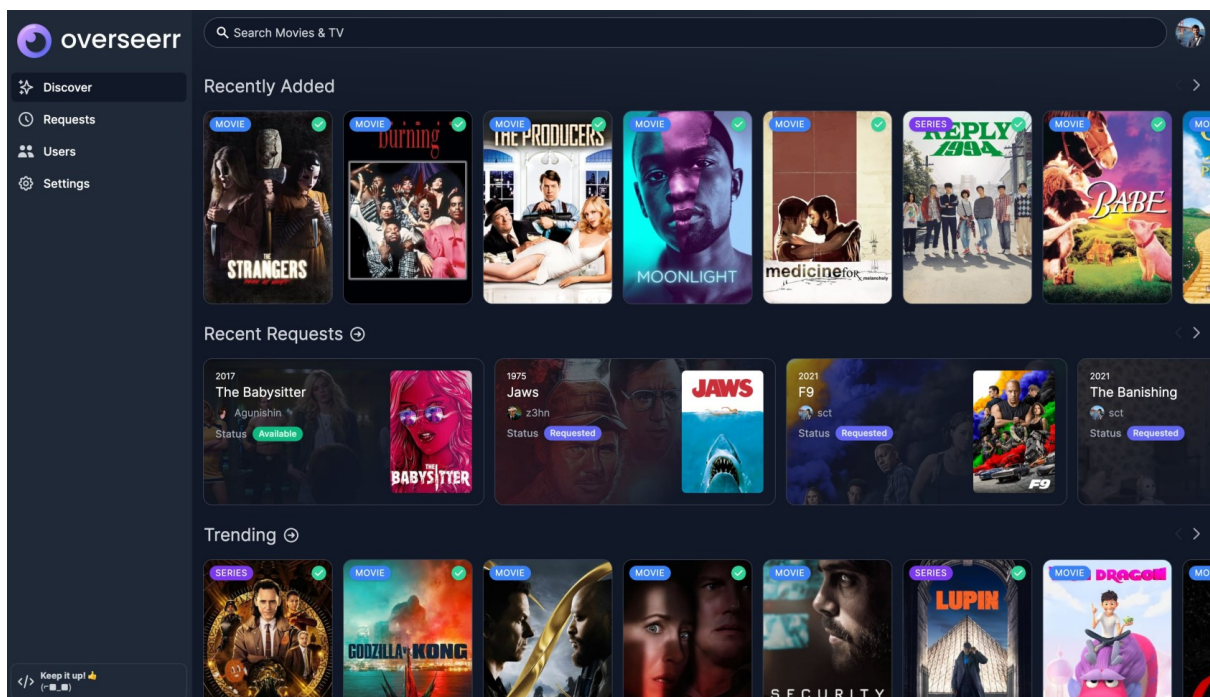 overseerr
Search Movies & TV
Discover
Requests
Users
Settings
Recently Added
MOVIE
THE
STRANGERS
MOVIE
burning
MOVIE
THE PRODUCERS
MOVIE
MOONLIGHT
MOVIE
medicine for melancholy
SERIES
REPLY
1994
MOVIE
BABE
MO
Recent Requests
2017
The Babysitter
Agunishin
Status Available
THE
BABYSITTER
1975
Jaws
z3hn
Status Requested
JAWS
2021
F9
sct
Status Requested
F9
2021
The Banishing
sct
Status Requested
Trending
SERIES
MOVIE
GODZILLA VS KONG
MOVIE
MOVIE
MOVIE
SECURITY
SERIES
LUPIN
MOVIE
DRAGON
MO
</> Keep it up! 👍
(⌐■_■)